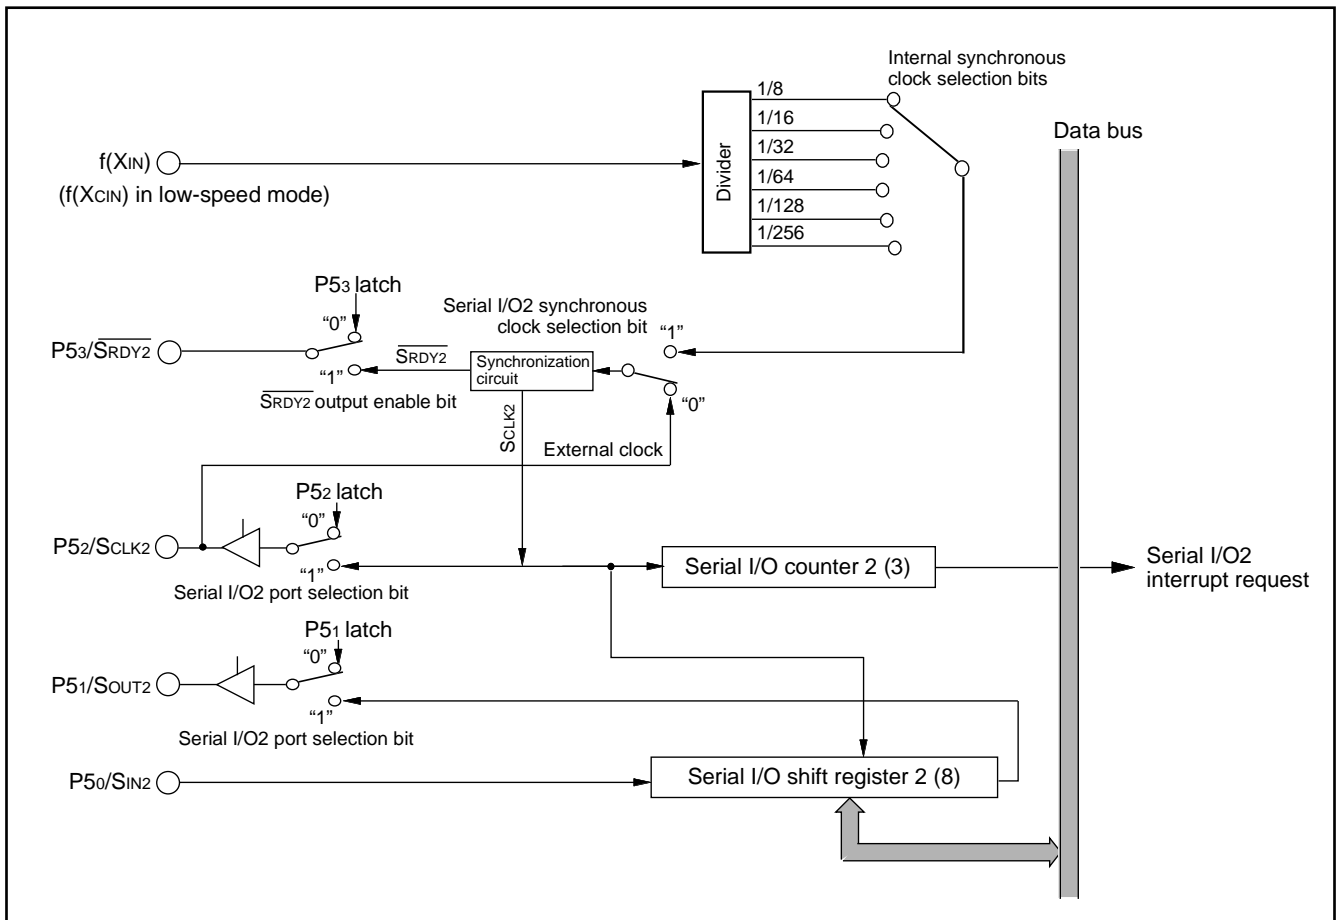 Internal synchronous
clock selection bits
1/8
1/16
1/32
1/64
1/128
1/256
Divider
Data bus
f(XIN)
(f(XCIN) in low-speed mode)
P53 latch
“0”
P53/SRDY2
“1”
SRDY2
SRDY2 output enable bit
Serial I/O2 synchronous
clock selection bit
“1”
Synchronization
circuit
“0”
SCLK2
External clock
P52 latch
“0”
P52/SCLK2
“1”
Serial I/O2 port selection bit
Serial I/O counter 2 (3)
Serial I/O2
interrupt request
P51 latch
“0”
P51/SOUT2
“1”
Serial I/O2 port selection bit
P50/SIN2
Serial I/O shift register 2 (8)